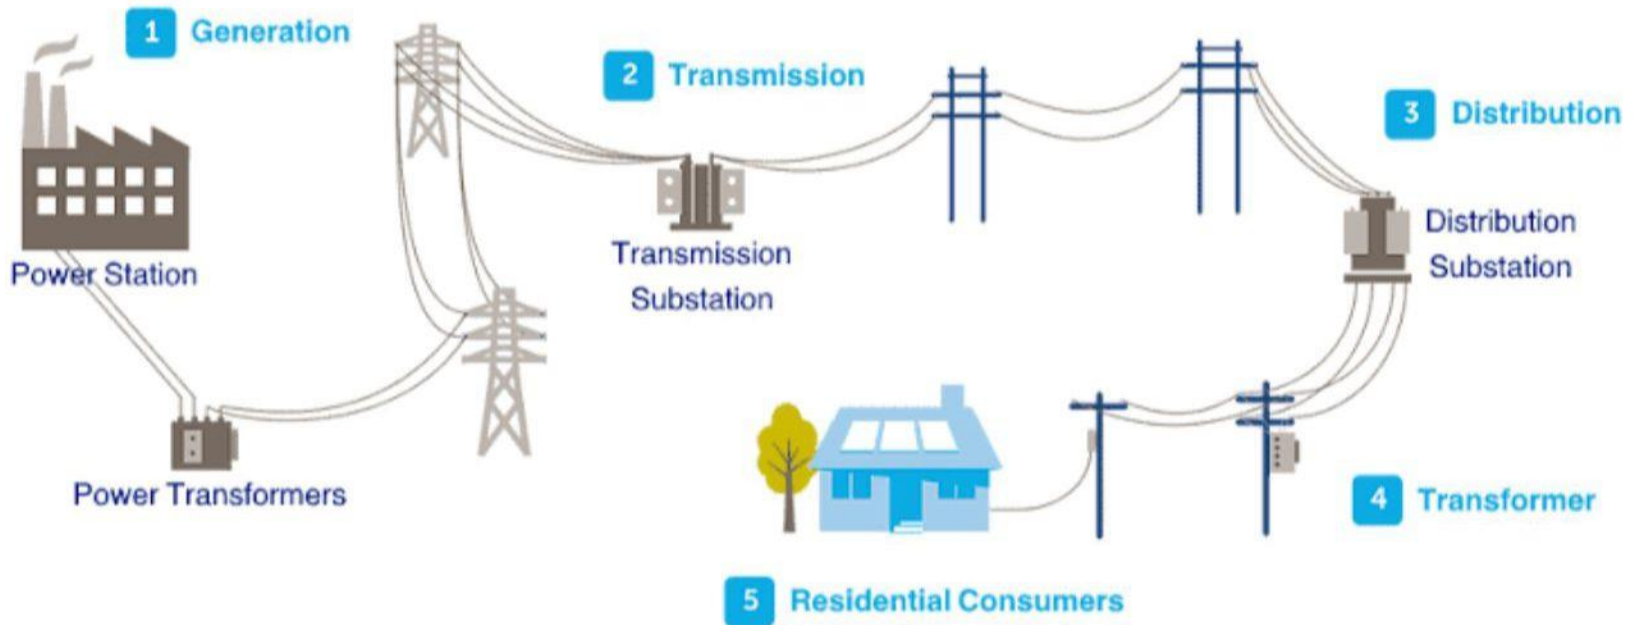 1 Generation
2 Transmission
3 Distribution
Power Station
Transmission
Substation
Distribution
Substation
Power Transformers
4 Transformer
5 Residential Consumers